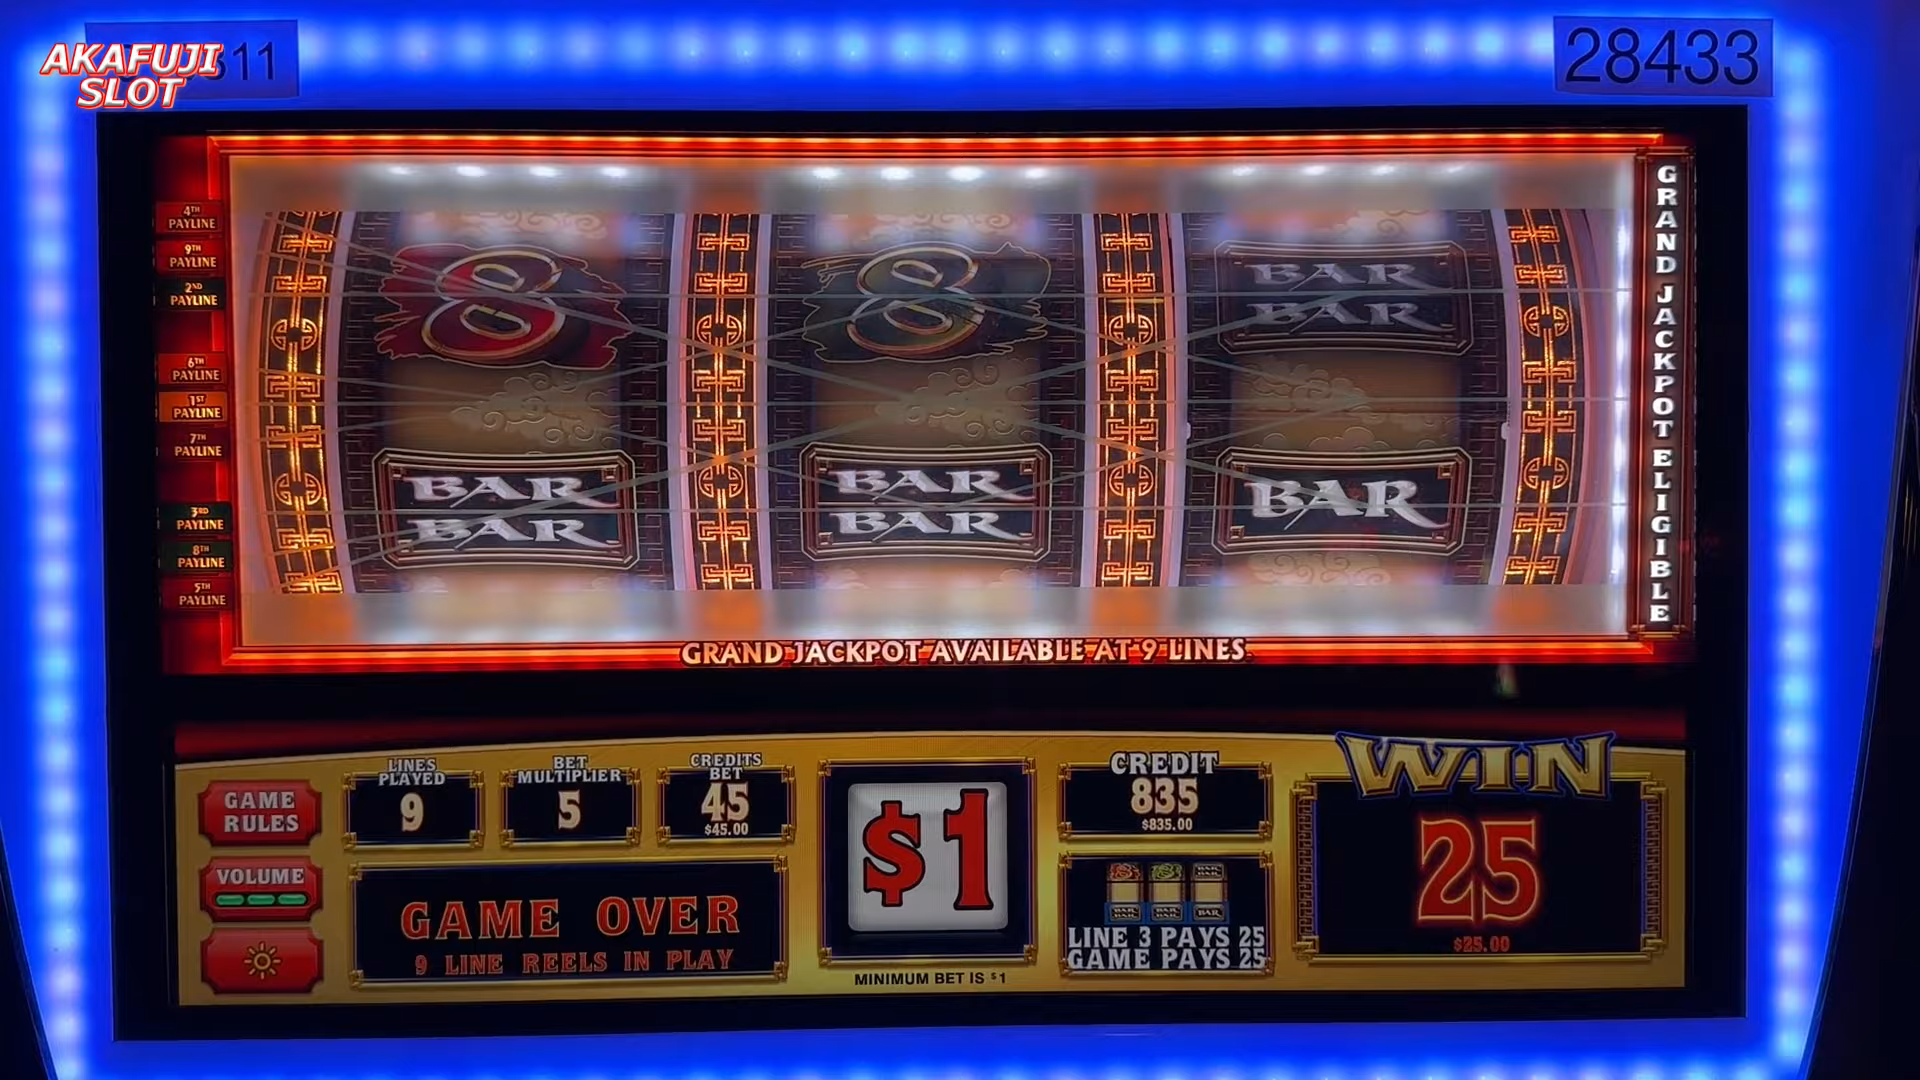 AKAFUJI
SLOT
11
28433
4TH
PAYLINE
9TH
PAYLINE
2ND
PAYLINE
6TH
PAYLINE
1ST
PAYLINE
7TH
PAYLINE
3RD
PAYLINE
8TH
PAYLINE
5TH
PAYLINE
8
8
BAR
BAR
BAR
BAR
BAR
BAR
BAR
GRAND JACKPOT ELIGIBLE
GRAND JACKPOT AVAILABLE AT 9 LINES
GAME
RULES
VOLUME
LINES
PLAYED
9
BET
MULTIPLIER
5
CREDITS
BET
45
$45.00
GAME OVER
9 LINE REELS IN PLAY
$1
MINIMUM BET IS $1
CREDIT
835
$835.00
LINE 3 PAYS 25
GAME PAYS 25
WIN
25
$25.00